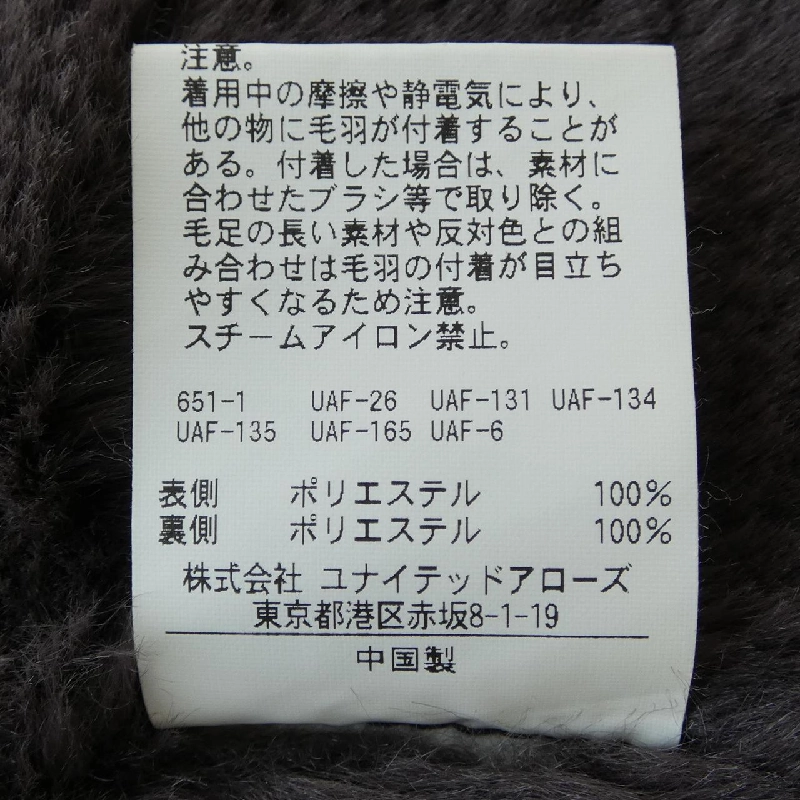 注意。
着用中の摩擦や静電気により、
他の物に毛羽が付着することが
ある。付着した場合は、素材に
合わせたブラシ等で取り除く。
毛足の長い素材や反対色との組
み合わせは毛羽の付着が目立ち
やすくなるため注意。
スチームアイロン禁止。
651-1 UAF-26 UAF-131 UAF-134
UAF-135 UAF-165 UAF-6
表側 ポリエステル 100%
裏側 ポリエステル 100%
株式会社 ユナイテッドアローズ
東京都港区赤坂8-1-19
中国製